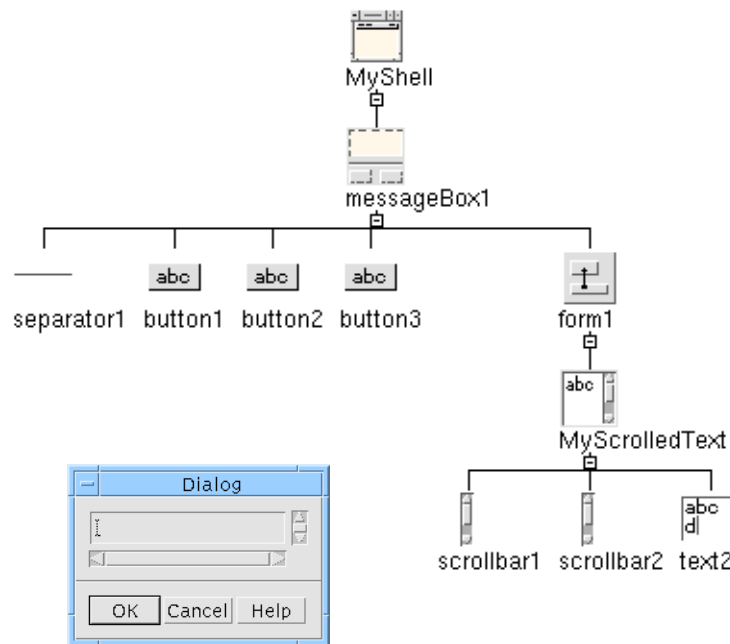 MyShell
messageBox1
abc abc abc
separator1 button1 button2 button3 form1
abc
MyScrolledText
abc
d
scrollbar1 scrollbar2 text2
Dialog
OK Cancel Help